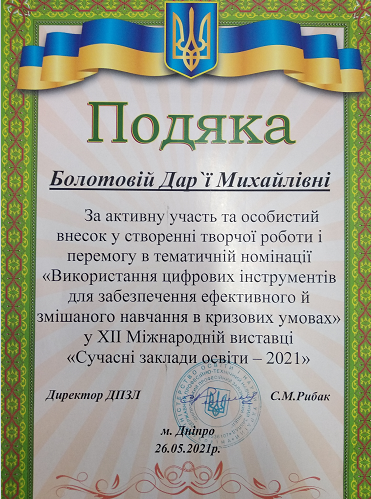 Подяка
Болотовій Дар`ї Михайлівні
За активну участь та особистий
внесок у створенні творчої роботи і
перемогу в тематичній номінації
«Використання цифрових інструментів
для забезпечення ефективного й
змішаного навчання в кризових умовах»
у XII Міжнародній виставці
«Сучасні заклади освіти – 2021»
Директор ДПЗЛ С.М.Рибак
м. Дніпро
26.05.2021р.